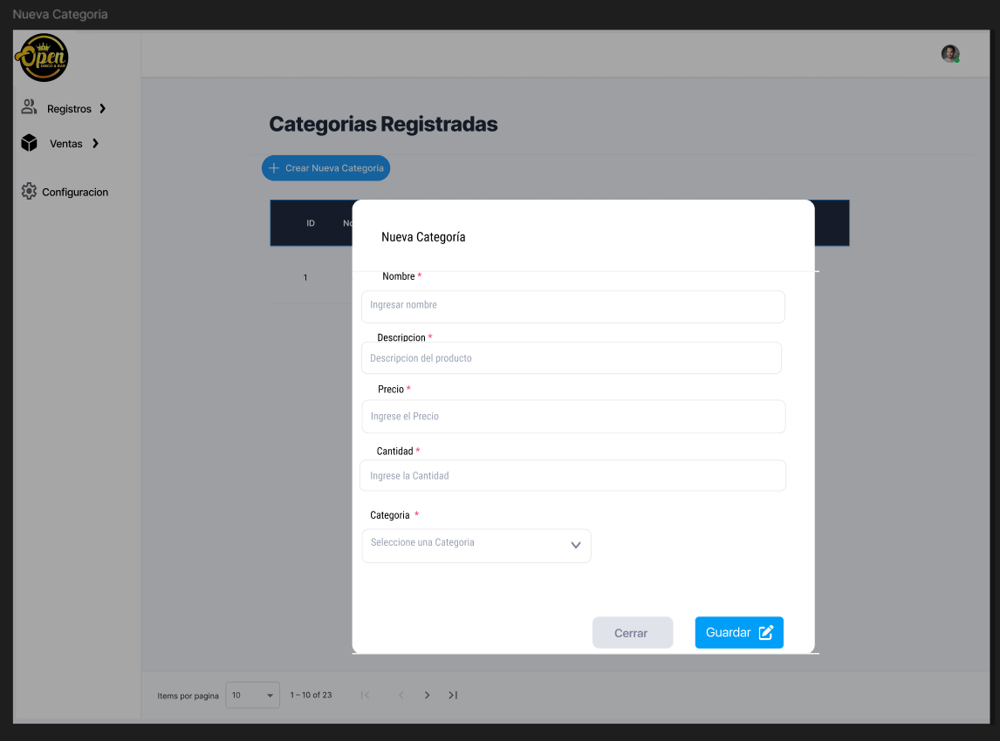 Nueva Categoria
Open
DISCO & BAR
Registros
Ventas
Configuracion
Categorias Registradas
Crear Nueva Categoria
ID No
1
Nueva Categoría
Nombre *
Ingresar nombre
Descripcion *
Descripcion del producto
Precio *
Ingrese el Precio
Cantidad *
Ingrese la Cantidad
Categoria *
Seleccione una Categoria
Cerrar
Guardar
Items por pagina 10 1 – 10 of 23